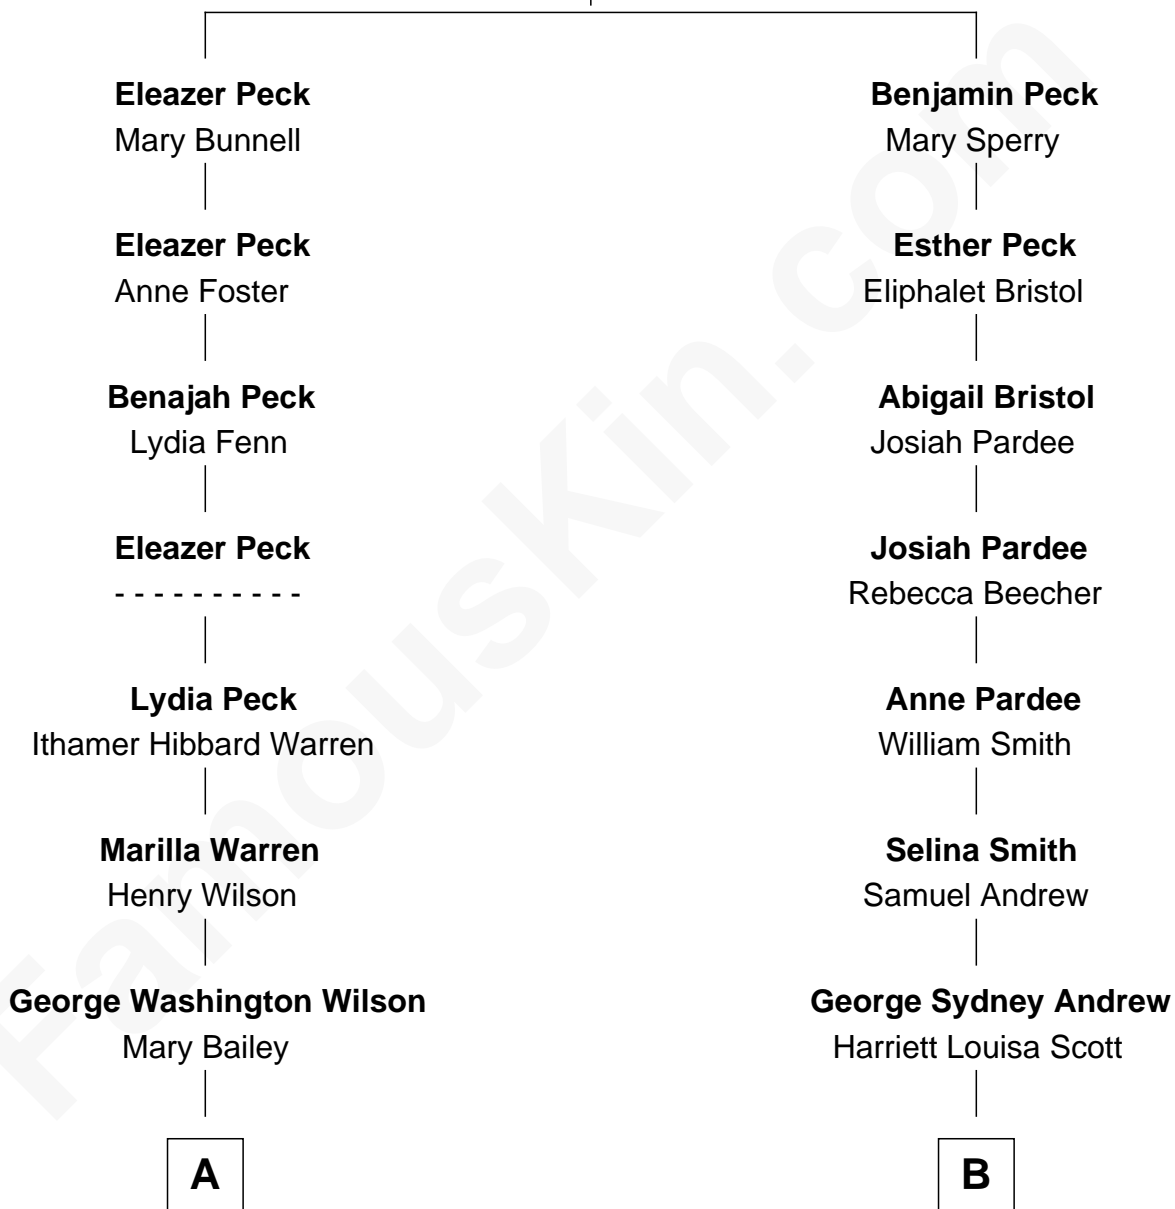 Eleazer Peck
Mary Bunnell
Benjamin Peck
Mary Sperry
Eleazer Peck
Anne Foster
Esther Peck
Eliphalet Bristol
Benajah Peck
Lydia Fenn
Abigail Bristol
Josiah Pardee
Eleazer Peck
- - - - - - - - - -
Josiah Pardee
Rebecca Beecher
Lydia Peck
Ithamer Hibbard Warren
Anne Pardee
William Smith
Marilla Warren
Henry Wilson
Selina Smith
Samuel Andrew
George Washington Wilson
Mary Bailey
George Sydney Andrew
Harriett Louisa Scott
A
B
FamousKin.com